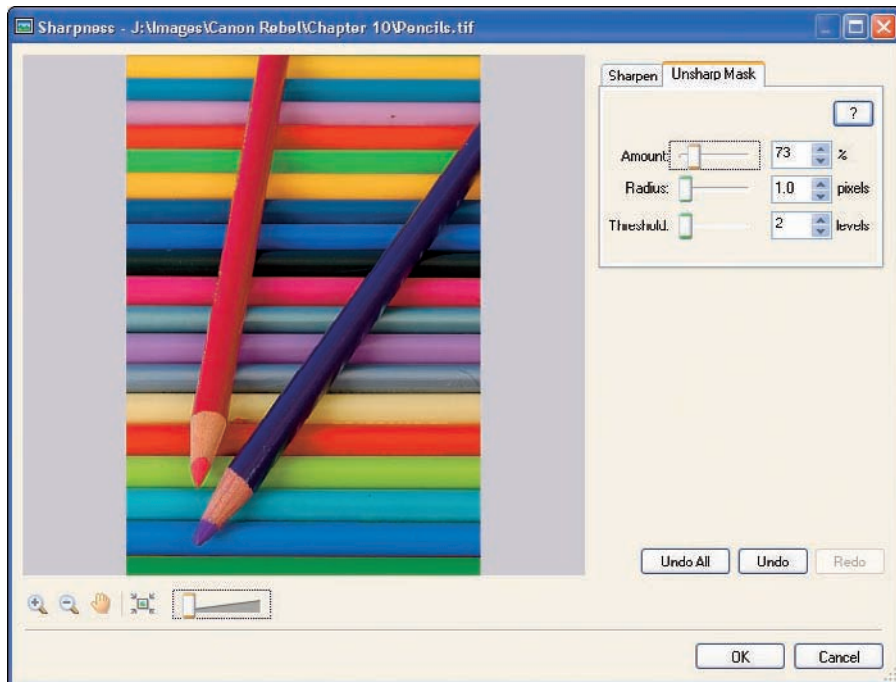 Sharpness - J:\Images\Canon Rebel\Chapter 10\Pencils.tif
Sharpen Unsharp Mask
?
Amount: 73 %
Radius: 1.0 pixels
Threshold: 2 levels
Undo All Undo Redo
OK Cancel